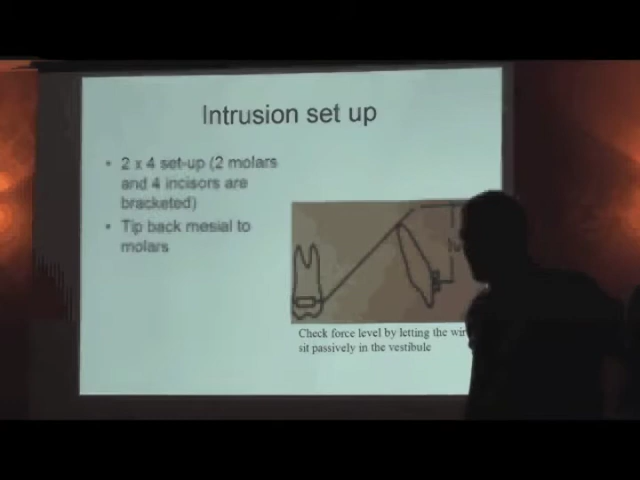 Intrusion set up
• 2 x 4 set-up (2 molars
and 4 incisors are
bracketed)
• Tip back mesial to
molars
Check force level by letting the
sit passively in the vestibule